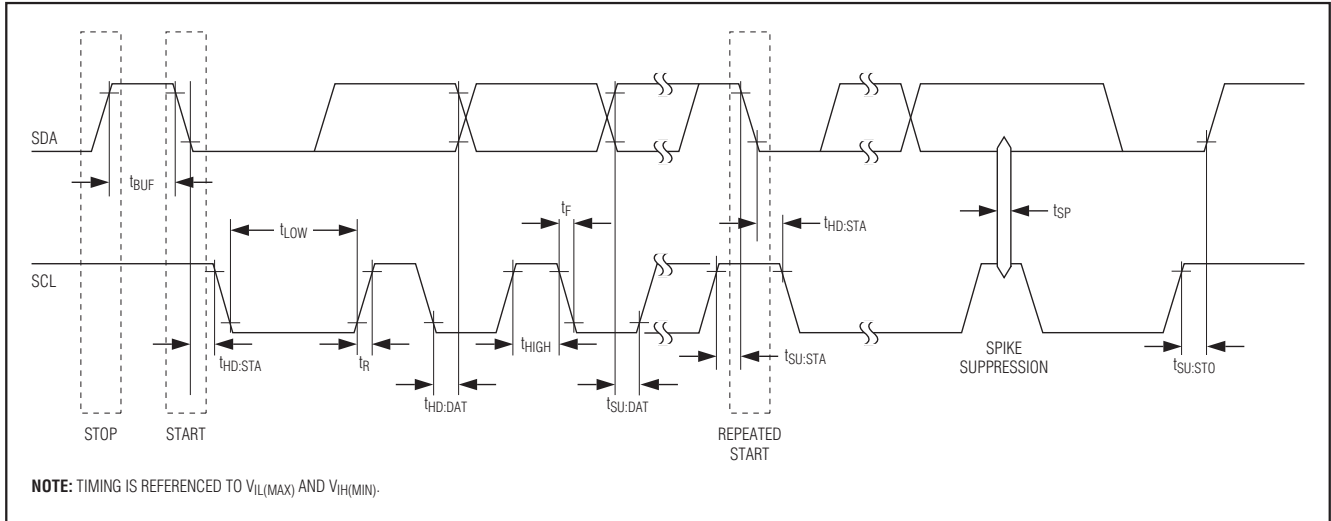 SDA
tBUF
tF
tSP
tLOW
tHD:STA
SCL
tHD:STA
tR
tHIGH
tSU:STA
SPIKE
SUPPRESSION
tSU:STO
tHD:DAT
tSU:DAT
STOP
START
REPEATED
START
NOTE: TIMING IS REFERENCED TO VIL(MAX) AND VIH(MIN).